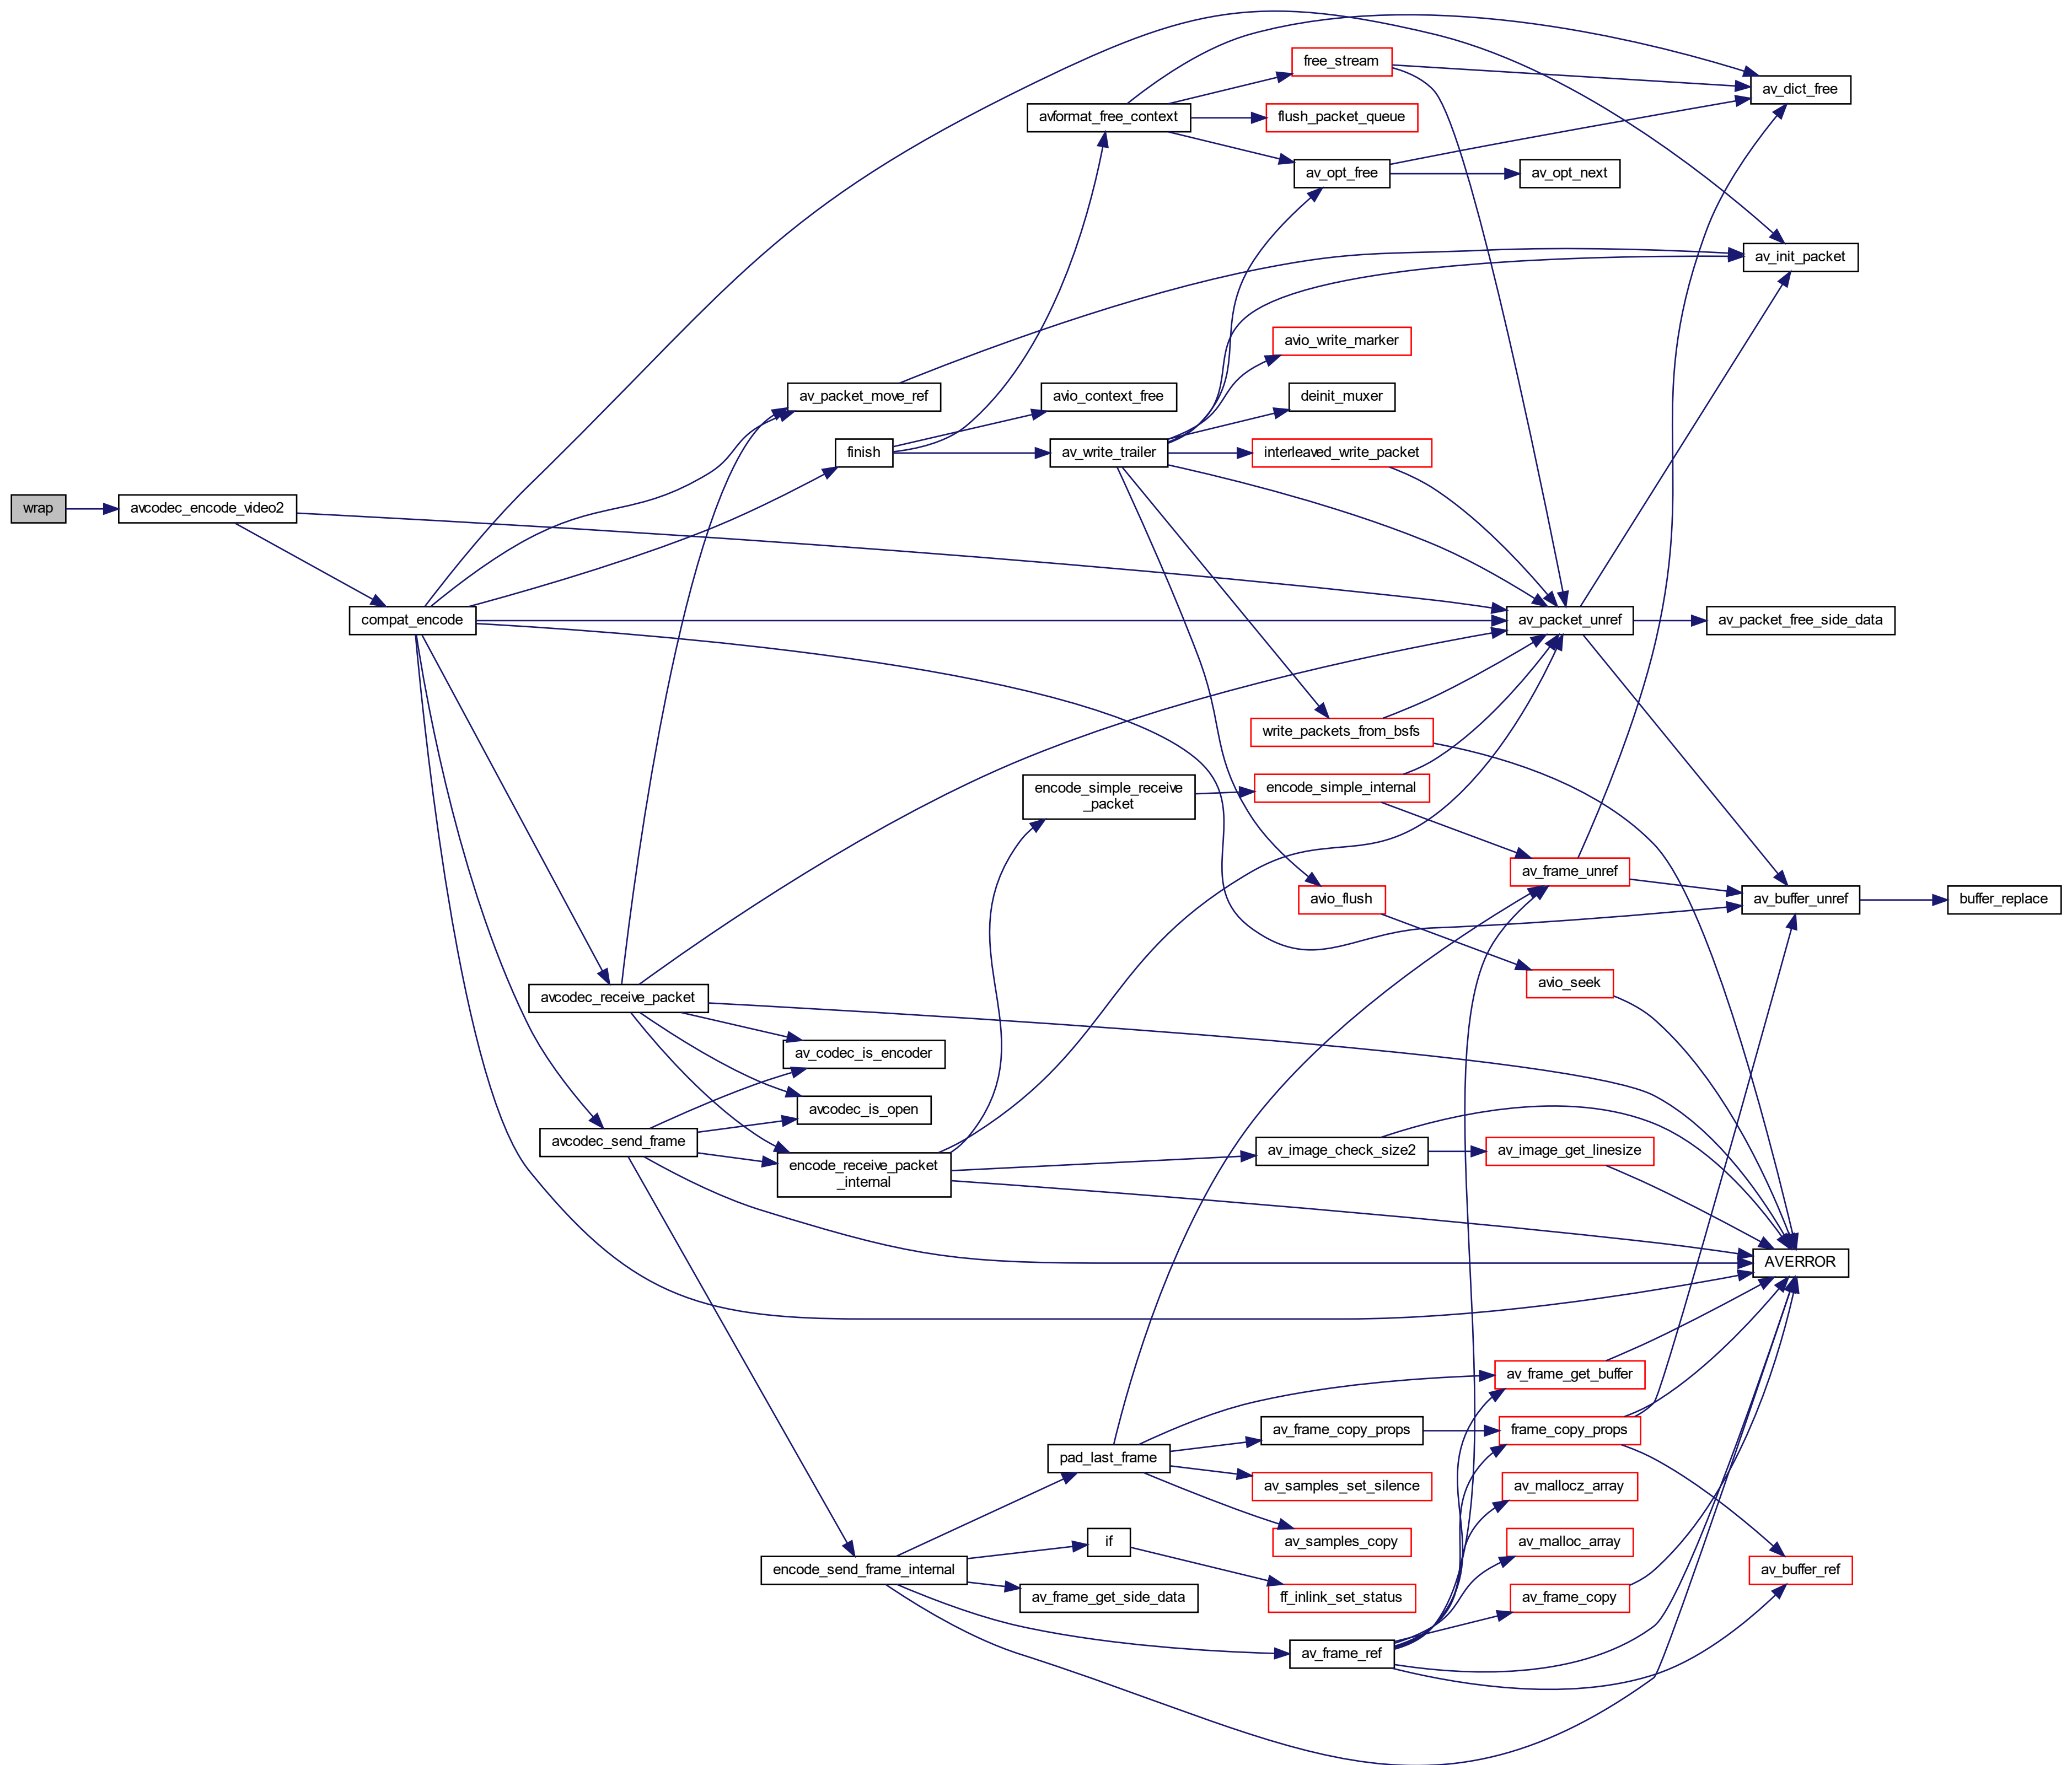 free_stream
av_dict_free
avformat_free_context
flush_packet_queue
av_opt_free
av_opt_next
av_init_packet
avio_write_marker
av_packet_move_ref
avio_context_free
deinit_muxer
finish
av_write_trailer
interleaved_write_packet
wrap
avcodec_encode_video2
compat_encode
av_packet_unref
av_packet_free_side_data
write_packets_from_bsfs
encode_simple_receive
_packet
encode_simple_internal
av_frame_unref
avio_flush
av_buffer_unref
buffer_replace
avio_seek
avcodec_receive_packet
av_codec_is_encoder
avcodec_is_open
avcodec_send_frame
encode_receive_packet
_internal
av_image_check_size2
av_image_get_linesize
AVERROR
av_frame_get_buffer
frame_copy_props
av_frame_copy_props
pad_last_frame
av_samples_set_silence
av_mallocz_array
av_samples_copy
if
av_malloc_array
encode_send_frame_internal
av_buffer_ref
av_frame_get_side_data
ff_inlink_set_status
av_frame_copy
av_frame_ref